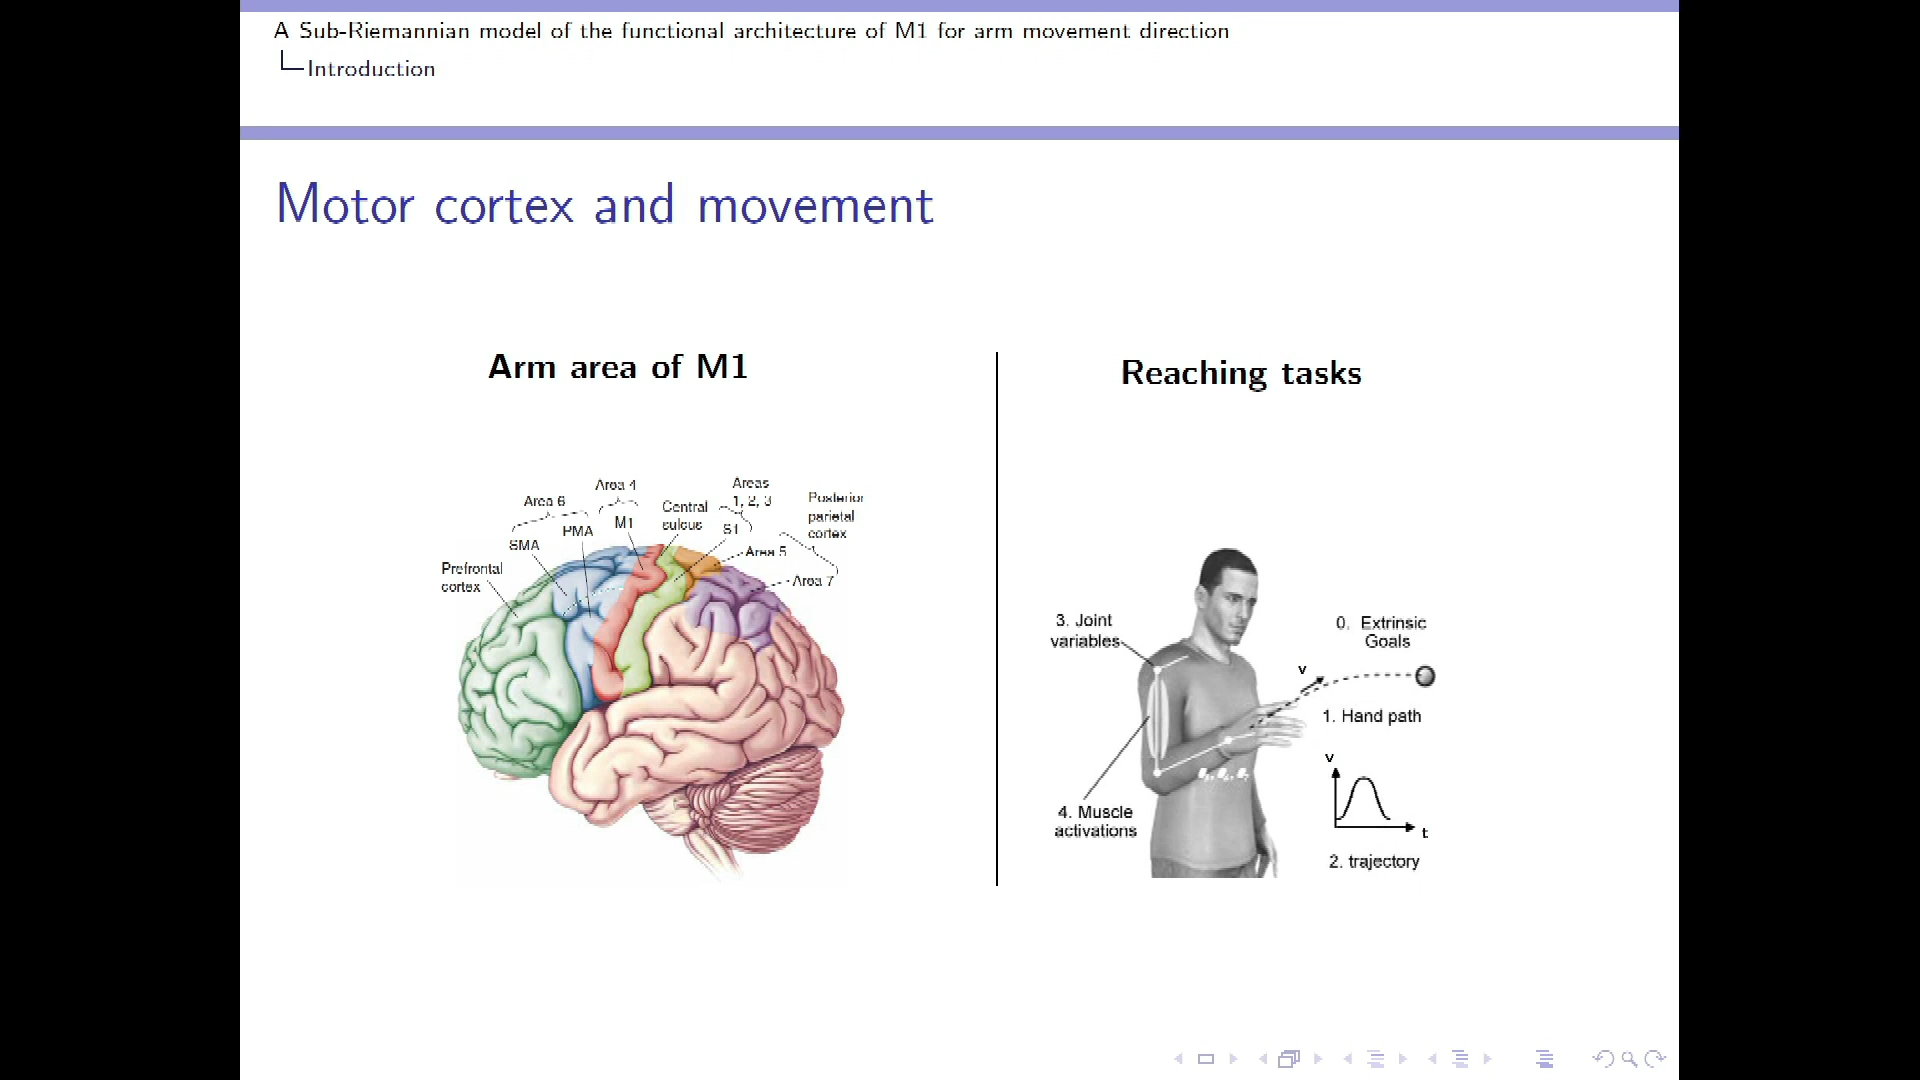 A Sub-Riemannian model of the functional architecture of M1 for arm movement direction
Introduction
Motor cortex and movement
Arm area of M1
Area 4
Areas
1, 2, 3
Area 6
Central
sulcus
Posterior
parietal
cortex
M1
PMA
S1
SMA
Area 5
Prefrontal
cortex
Area 7
Reaching tasks
3. Joint
variables
0. Extrinsic
Goals
v
1. Hand path
4. Muscle
activations
v
t
2. trajectory